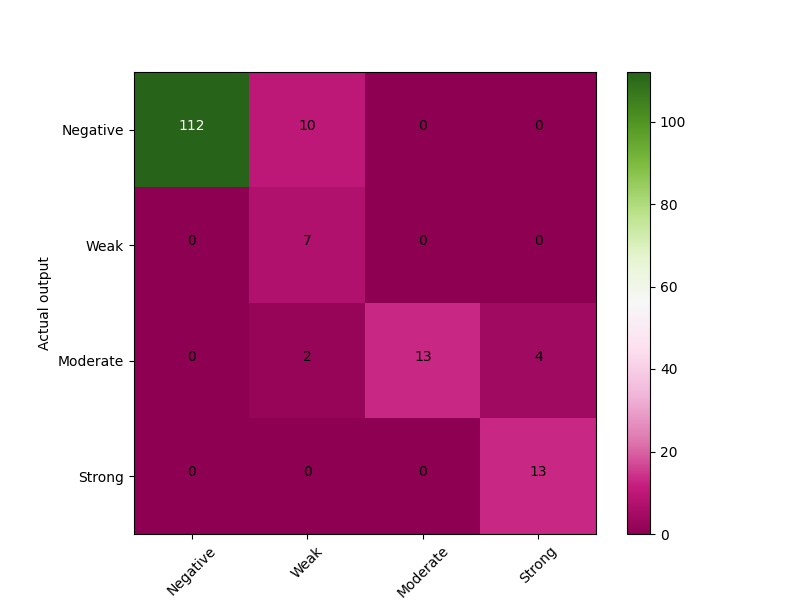 Negative 112 10 0 0
Weak 0 7 0 0
Moderate 0 2 13 4
Strong 0 0 0 13
Negative Weak Moderate Strong
Actual output
100
80
60
40
20
0